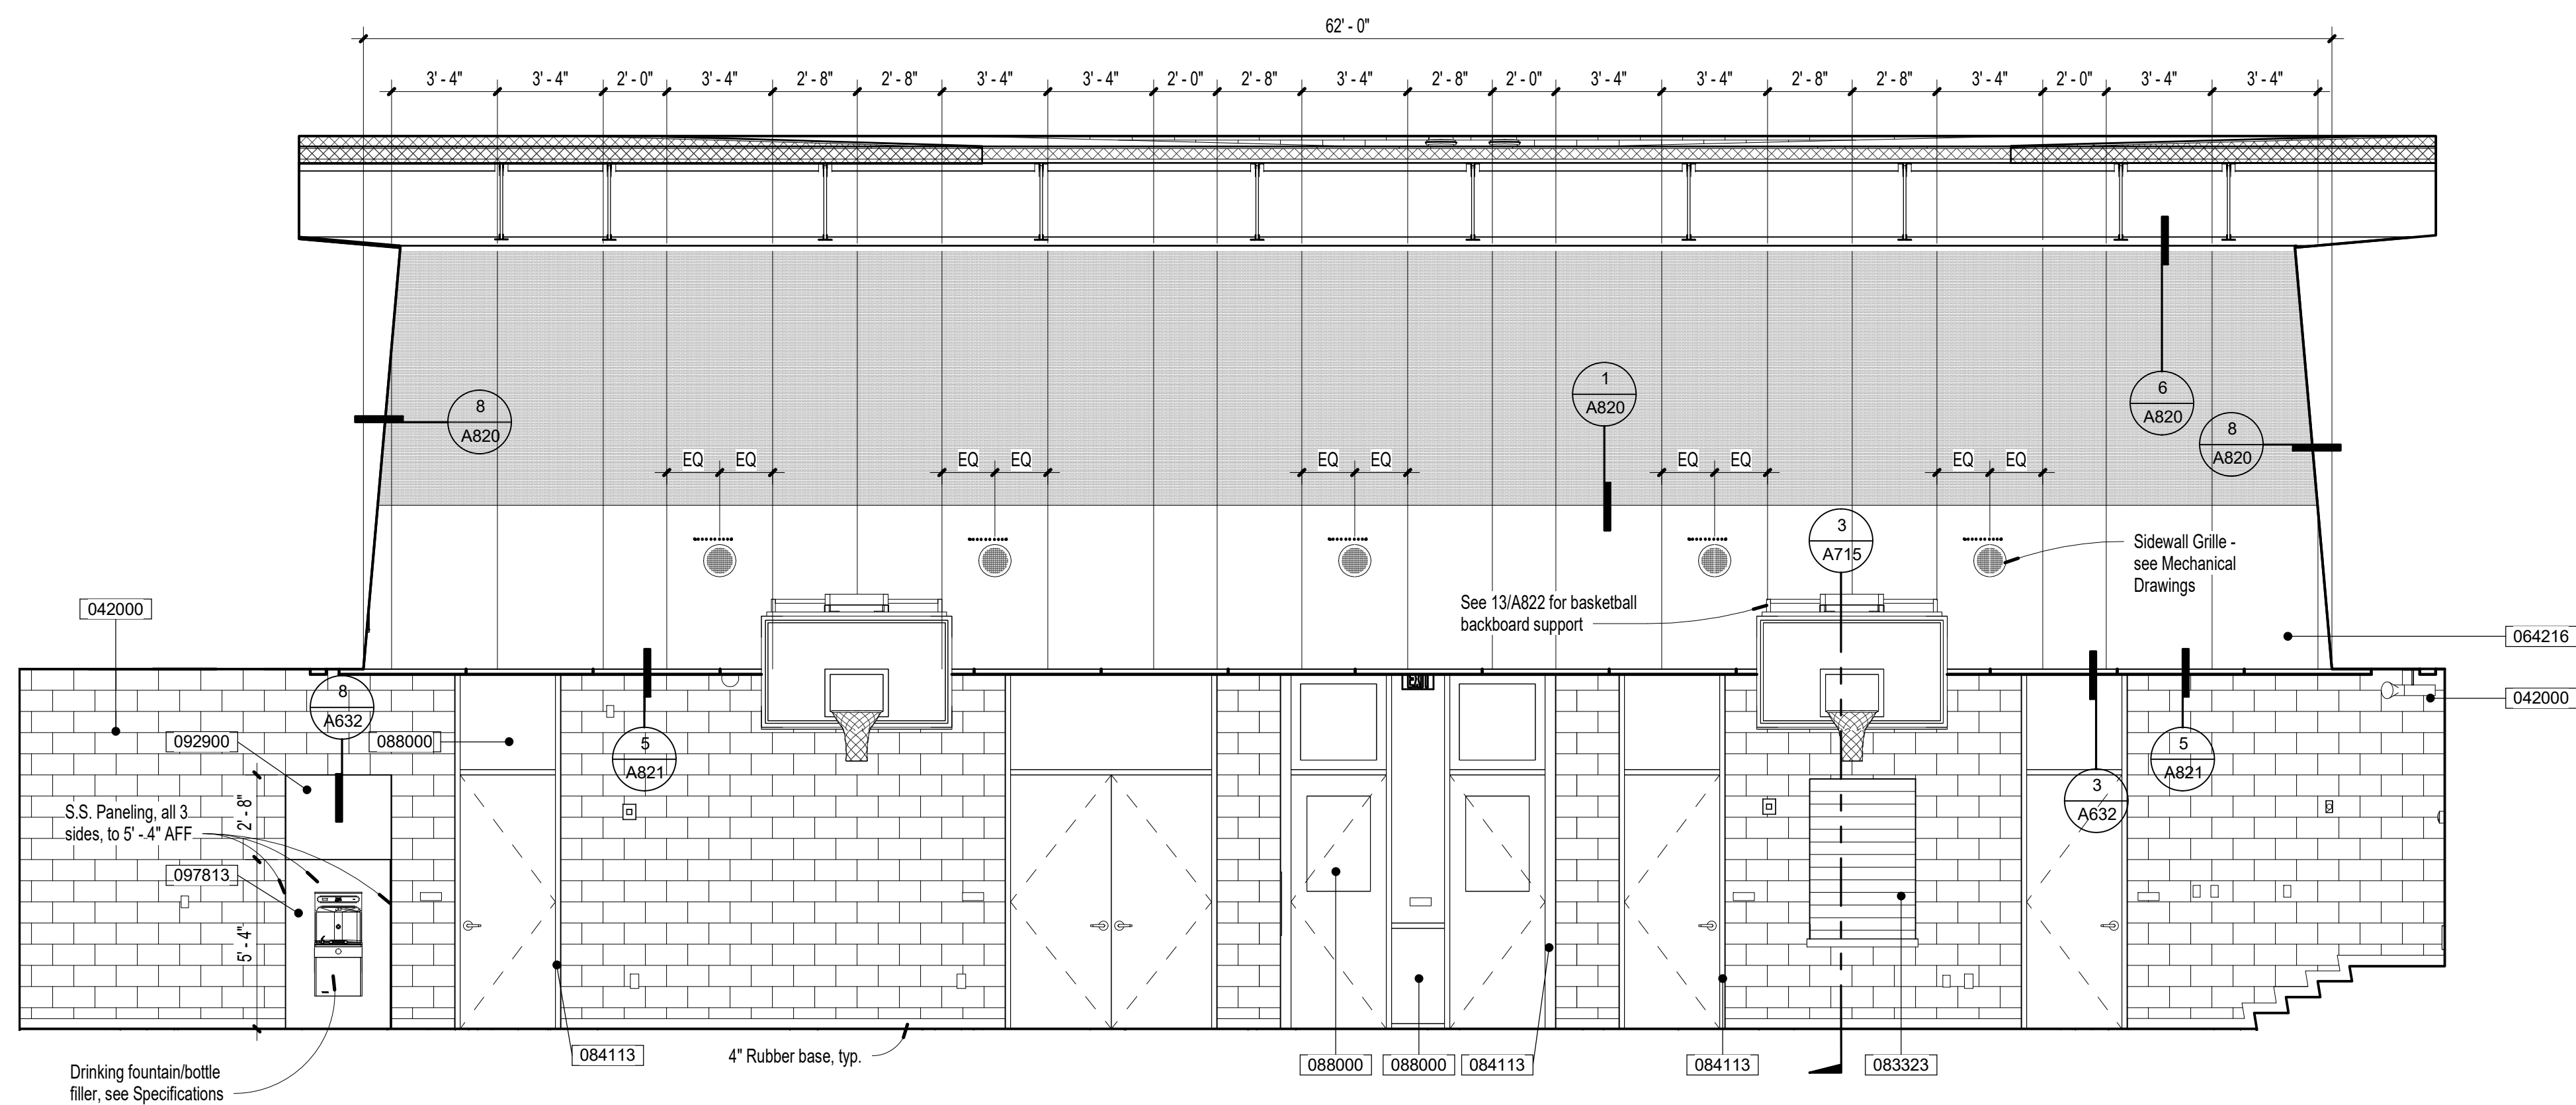 62' - 0"
3' - 4" 3' - 4" 2' - 0" 3' - 4" 2' - 8" 2' - 8" 3' - 4" 3' - 4" 2' - 0" 2' - 8" 3' - 4" 2' - 8" 2' - 0" 3' - 4" 3' - 4" 2' - 8" 2' - 8" 3' - 4" 2' - 0" 3' - 4" 3' - 4"
8
A820
1
A820
6
A820
8
A820
EQ EQ EQ EQ EQ EQ EQ EQ EQ EQ
3
A715
Sidewall Grille -
see Mechanical
Drawings
See 13/A822 for basketball
backboard support
042000
064216
8
A632
EXIT
042000
092900
088000
5
A821
5
A821
3
A632
2' - 8"
S.S. Paneling, all 3
sides, to 5' - 4" AFF
097813
5' - 4"
084113
4" Rubber base, typ.
088000
088000
084113
084113
083323
Drinking fountain/bottle
filler, see Specifications